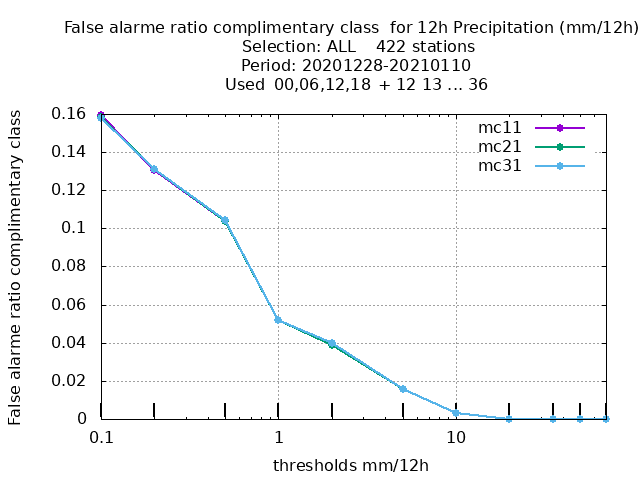 False alarme ratio complimentary class  for 12h Precipitation (mm/12h)
Selection: ALL    422 stations
Period: 20201228-20210110
Used  00,06,12,18  + 12 13 ... 36
False alarme ratio complimentary class
0.16
0.14
0.12
0.1
0.08
0.06
0.04
0.02
0
mc11
mc21
mc31
0.1
1
10
thresholds mm/12h